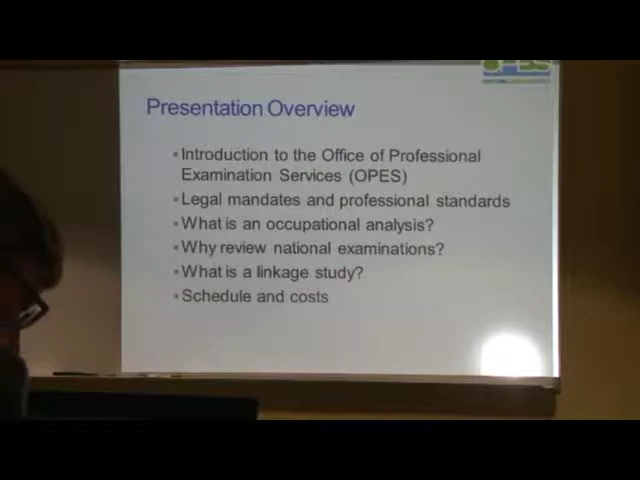 OPES
Presentation Overview
Introduction to the Office of Professional
Examination Services (OPES)
Legal mandates and professional standards
What is an occupational analysis?
Why review national examinations?
What is a linkage study?
Schedule and costs